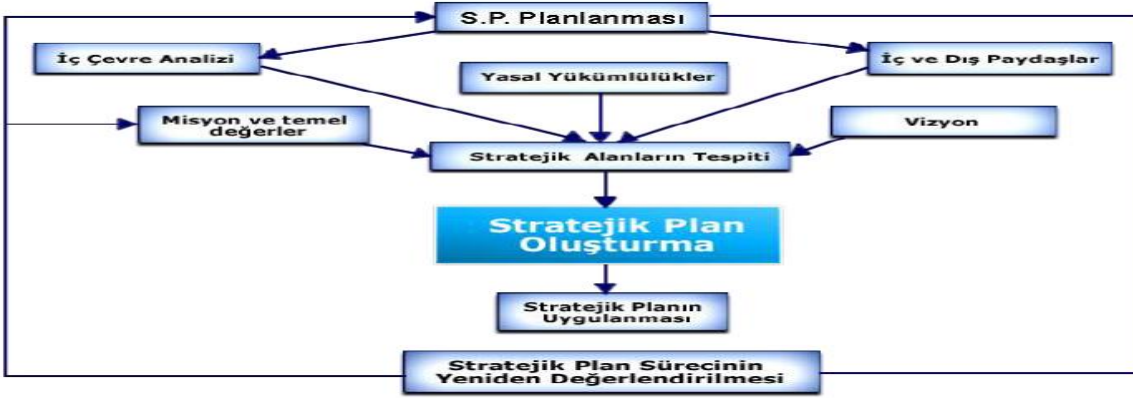 S.P. Planlanması
İç Çevre Analizi
Yasal Yükümlülükler
İç ve Dış Paydaşlar
Misyon ve temel
değerler
Vizyon
Stratejik Alanların Tespiti
Stratejik Plan
Oluşturma
Stratejik Planın
Uygulanması
Stratejik Plan Sürecinin
Yeniden Değerlendirilmesi